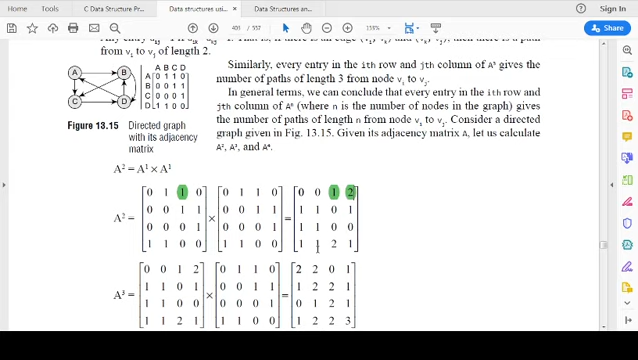 Home Tools
C Data Structure Pr...
Data structures usi...
Data Structures an...
Sign In
405 / 557
159%
from v₁ to v₃ of length 2.
Similarly, every entry in the ith row and jth column of A³ gives the
number of paths of length 3 from node vᵢ to vⱼ.
In general terms, we can conclude that every entry in the ith row and
jth column of Aⁿ (where n is the number of nodes in the graph) gives
the number of paths of length n from node vᵢ to vⱼ. Consider a directed
graph given in Fig. 13.15. Given its adjacency matrix A, let us calculate
A², A³, and A⁴.
A B C D
A B A 0 1 1 0
B 0 0 1 1
C D C 0 0 0 1
D 1 1 0 0
Figure 13.15 Directed graph
with its adjacency
matrix
A² = A¹ × A¹
0 1 1 0 0 1 1 0 0 0 1 2
0 0 1 1 0 0 1 1 1 1 0 1
A² = × =
0 0 0 1 0 0 0 1 1 1 0 0
1 1 0 0 1 1 0 0 1 1 2 1
0 0 1 2 0 1 1 0 2 2 0 1
1 1 0 1 0 0 1 1 1 2 2 1
A³ = × =
1 1 0 0 0 0 0 1 0 1 2 1
1 1 2 1 1 1 0 0 1 2 2 3